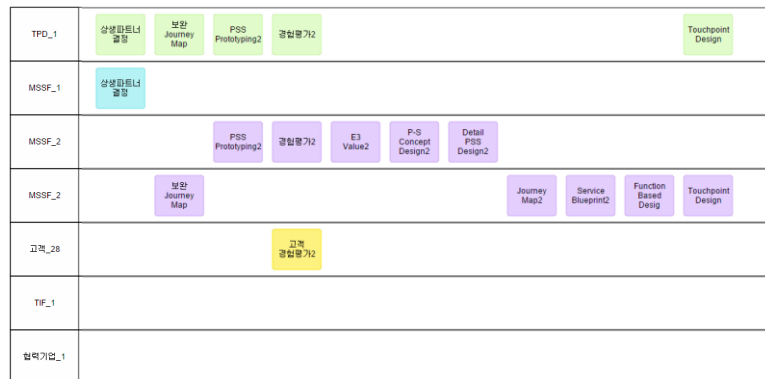 TPD_1
상생파트너
결정
보완
Journey
Map
PSS
Prototyping2
경험평가2
Touchpoint
Design
MSSF_1
상생파트너
결정
MSSF_2
PSS
Prototyping2
경험평가2
E3
Value2
P-S
Concept
Design2
Detail
PSS
Design2
MSSF_2
보완
Journey
Map
Journey
Map2
Service
Blueprint2
Function
Based
Desig
Touchpoint
Design
고객_28
고객
경험평가2
TIF_1
협력기업_1